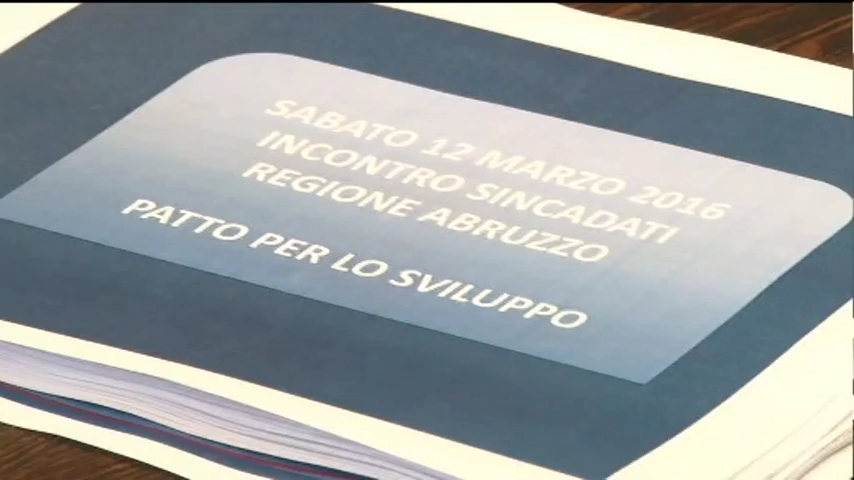 SABATO 12 MARZO 2016
INCONTRO SINCADATI
REGIONE ABRUZZO
PATTO PER LO SVILUPPO